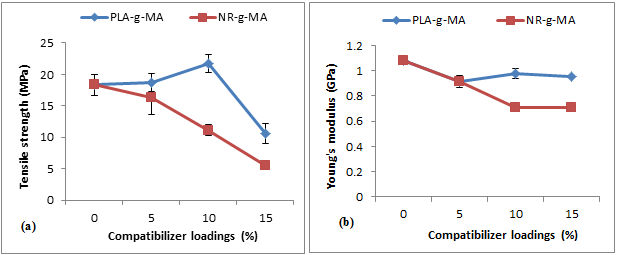 PLA-g-MA NR-g-MA
25
20
15
10
5
0
Tensile strength (MPa)
0 5 10 15
(a)
Compatibilizer loadings (%)
PLA-g-MA NR-g-MA
1.2
1
0.8
0.6
0.4
0.2
0
Young's modulus (GPa)
0 5 10 15
(b)
Compatibilizer loadings (%)